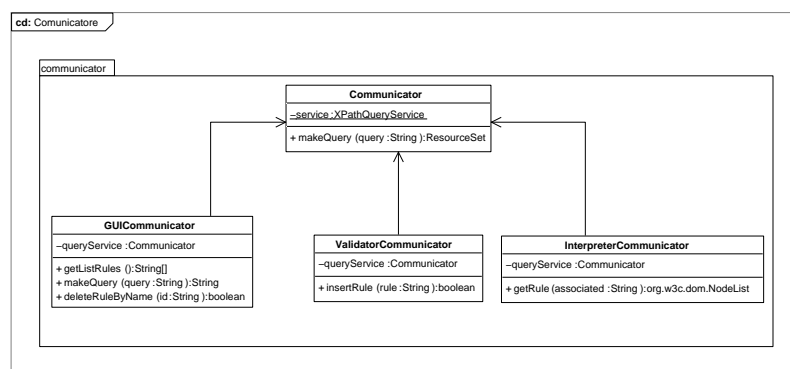 cd: Comunicatore
communicator
Communicator
–service :XPathQueryService
+ makeQuery (query :String ):ResourceSet
GUICommunicator
–queryService :Communicator
+ getListRules ():String[]
+ makeQuery (query :String ):String
+ deleteRuleByName (id:String ):boolean
ValidatorCommunicator
–queryService :Communicator
+ insertRule (rule :String ):boolean
InterpreterCommunicator
–queryService :Communicator
+ getRule (associated :String ):org.w3c.dom.NodeList